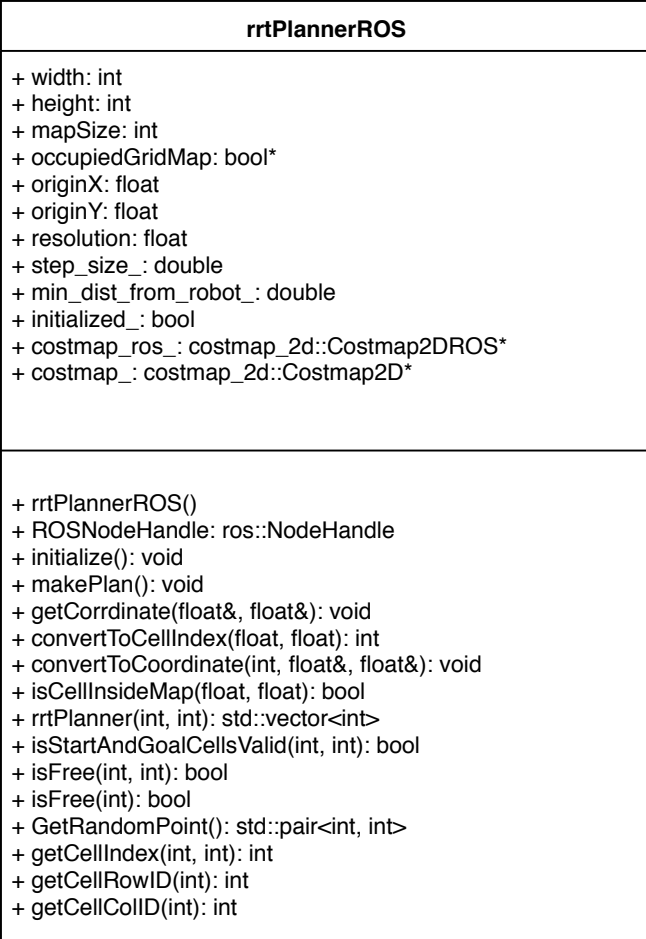 rrtPlannerROS
+ width: int
+ height: int
+ mapSize: int
+ occupiedGridMap: bool*
+ originX: float
+ originY: float
+ resolution: float
+ step_size_: double
+ min_dist_from_robot_: double
+ initialized_: bool
+ costmap_ros_: costmap_2d::Costmap2DROS*
+ costmap_: costmap_2d::Costmap2D*
+ rrtPlannerROS()
+ ROSNodeHandle: ros::NodeHandle
+ initialize(): void
+ makePlan(): void
+ getCorrdinate(float&, float&): void
+ convertToCellIndex(float, float): int
+ convertToCoordinate(int, float&, float&): void
+ isCellInsideMap(float, float): bool
+ rrtPlanner(int, int): std::vector<int>
+ isStartAndGoalCellsValid(int, int): bool
+ isFree(int, int): bool
+ isFree(int): bool
+ GetRandomPoint(): std::pair<int, int>
+ getCellIndex(int, int): int
+ getCellRowID(int): int
+ getCellColID(int): int